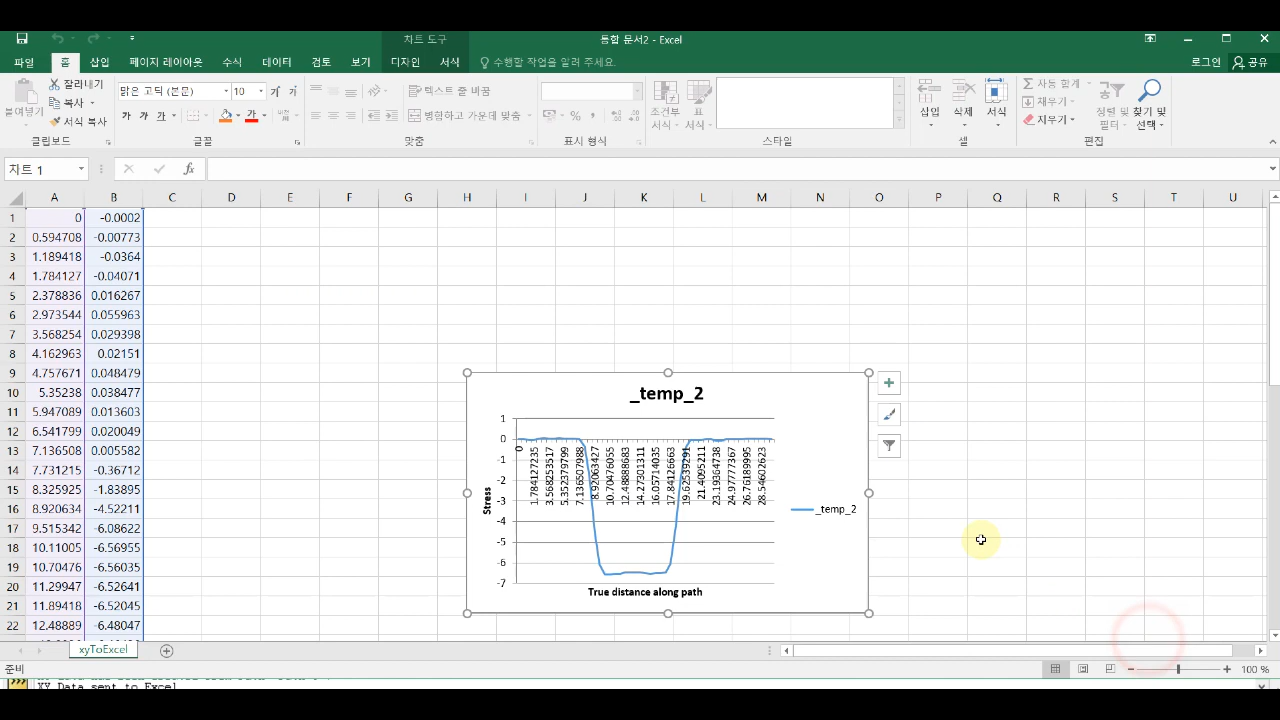 차트 도구
통합 문서2 - Excel
파일 홈 삽입 페이지 레이아웃 수식 데이터 검토 보기 디자인 서식 수행할 작업을 알려 주세요. 로그인 공유
잘라내기
복사
서식 복사
붙여넣기
클립보드
맑은 고딕 (본문) 10
가 가
가 가 가 가
글꼴
텍스트 줄 바꿈
병합하고 가운데 맞춤
맞춤
%
표시 형식
조건부 서식
표 서식
스타일
삽입 삭제 서식
셀
자동 합계
채우기
지우기
정렬 및 필터
찾기 및 선택
편집
차트 1 fx
A B C D E F G H I J K L M N O P Q R S T U
1 0 -0.0002
2 0.594708 -0.00773
3 1.189418 -0.0364
4 1.784127 -0.04071
5 2.378836 0.016267
6 2.973544 0.055963
7 3.568254 0.029398
8 4.162963 0.02151
9 4.757671 0.048479
10 5.35238 0.038477
11 5.947089 0.013603
12 6.541799 0.020049
13 7.136508 0.005582
14 7.731215 -0.36712
15 8.325925 -1.83895
16 8.920634 -4.52211
17 9.515342 -6.08622
18 10.11005 -6.56955
19 10.70476 -6.56035
20 11.29947 -6.52641
21 11.89418 -6.52045
22 12.48889 -6.48047
_temp_2
1
0
-1
-2
-3
-4
-5
-6
-7
Stress
0
1.784127235
3.568253517
5.352379799
7.136507988
8.92063427
10.70476055
12.48888683
14.27301311
16.05714035
17.84126663
19.62539291
21.4095211
23.19364738
24.97777367
26.76189995
28.54602623
True distance along path
_temp_2
xyToExcel
준비
100 %
XY Data sent to Excel